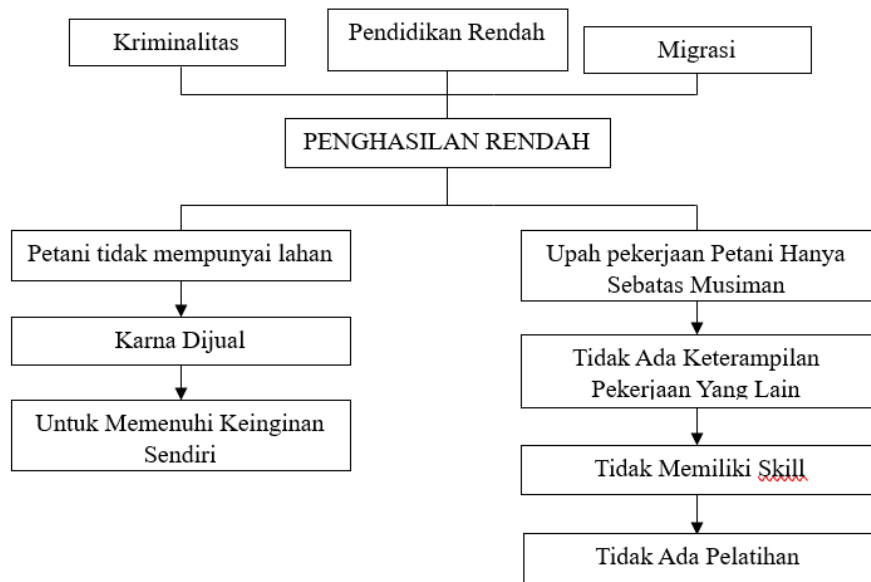 Kriminalitas
Pendidikan Rendah
Migrasi
PENGHASILAN RENDAH
Petani tidak mempunyai lahan
Karna Dijual
Untuk Memenuhi Keinginan
Sendiri
Upah pekerjaan Petani Hanya
Sebatas Musiman
Tidak Ada Keterampilan
Pekerjaan Yang Lain
Tidak Memiliki Skill
Tidak Ada Pelatihan